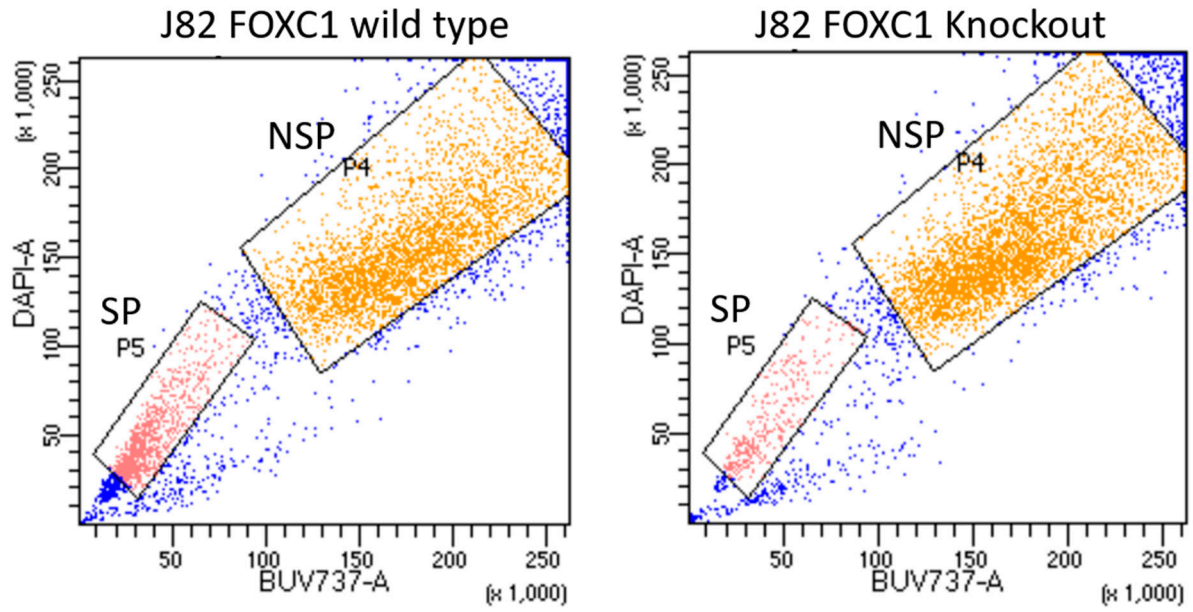 J82 FOXC1 wild type
(x 1,000)
250
200
150
100
50
DAPI-A
NSP
P4
SP
P5
50
100
150
200
250
BUV737-A
(x 1,000)
J82 FOXC1 Knockout
(x 1,000)
250
200
150
100
50
DAPI-A
NSP
P4
SP
P5
50
100
150
200
250
BUV737-A
(x 1,000)